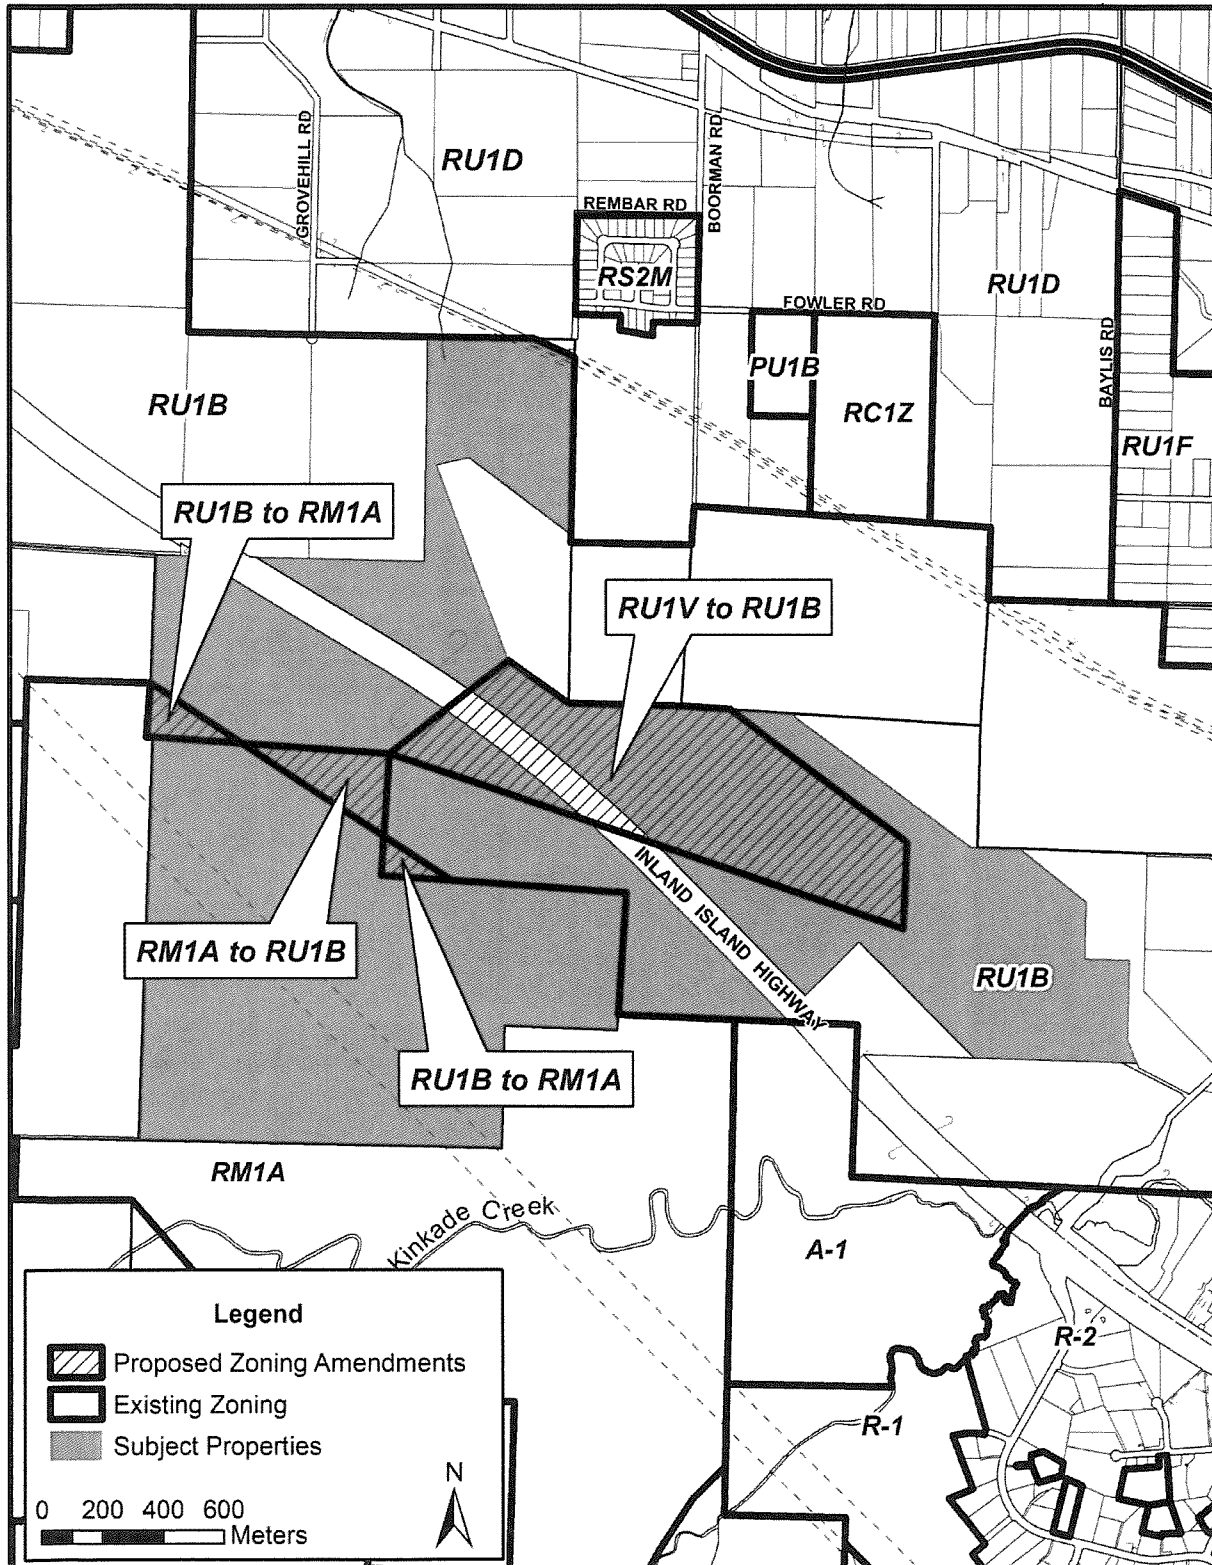 GROVEHILL RD
RU1D
BOORMAN RD
REMBAR RD
RS2M
RU1D
FOWLER RD
PU1B
RC1Z
BAYLIS RD
RU1F
RU1B
RU1B to RM1A
RU1V to RU1B
INLAND ISLAND HIGHWAY
RM1A to RU1B
RU1B
RU1B to RM1A
RM1A
Kinkade Creek
A-1
R-2
R-1
Legend
Proposed Zoning Amendments
Existing Zoning
Subject Properties
N
0 200 400 600
Meters